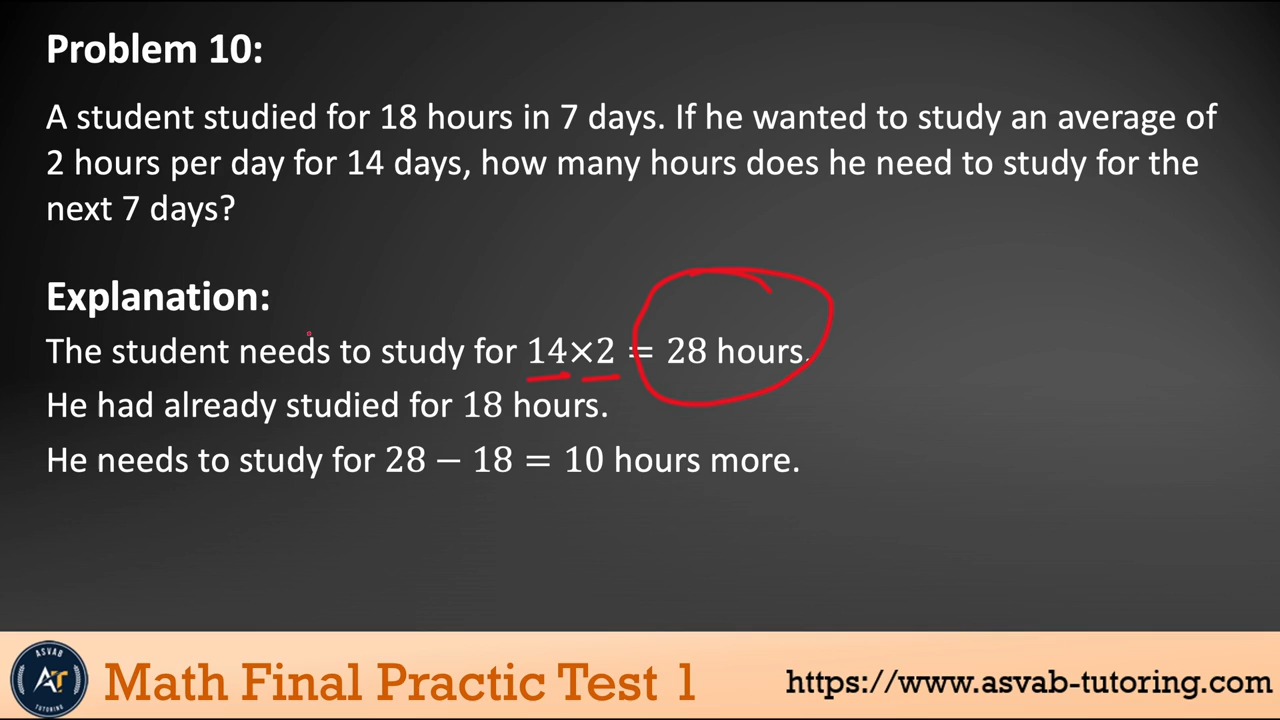 Problem 10:
A student studied for 18 hours in 7 days. If he wanted to study an average of
2 hours per day for 14 days, how many hours does he need to study for the
next 7 days?
Explanation:
The student needs to study for 14×2 = 28 hours.
He had already studied for 18 hours.
He needs to study for 28 − 18 = 10 hours more.
ASVAB
AT
TUTORING
Math Final Practic Test 1
https://www.asvab-tutoring.com